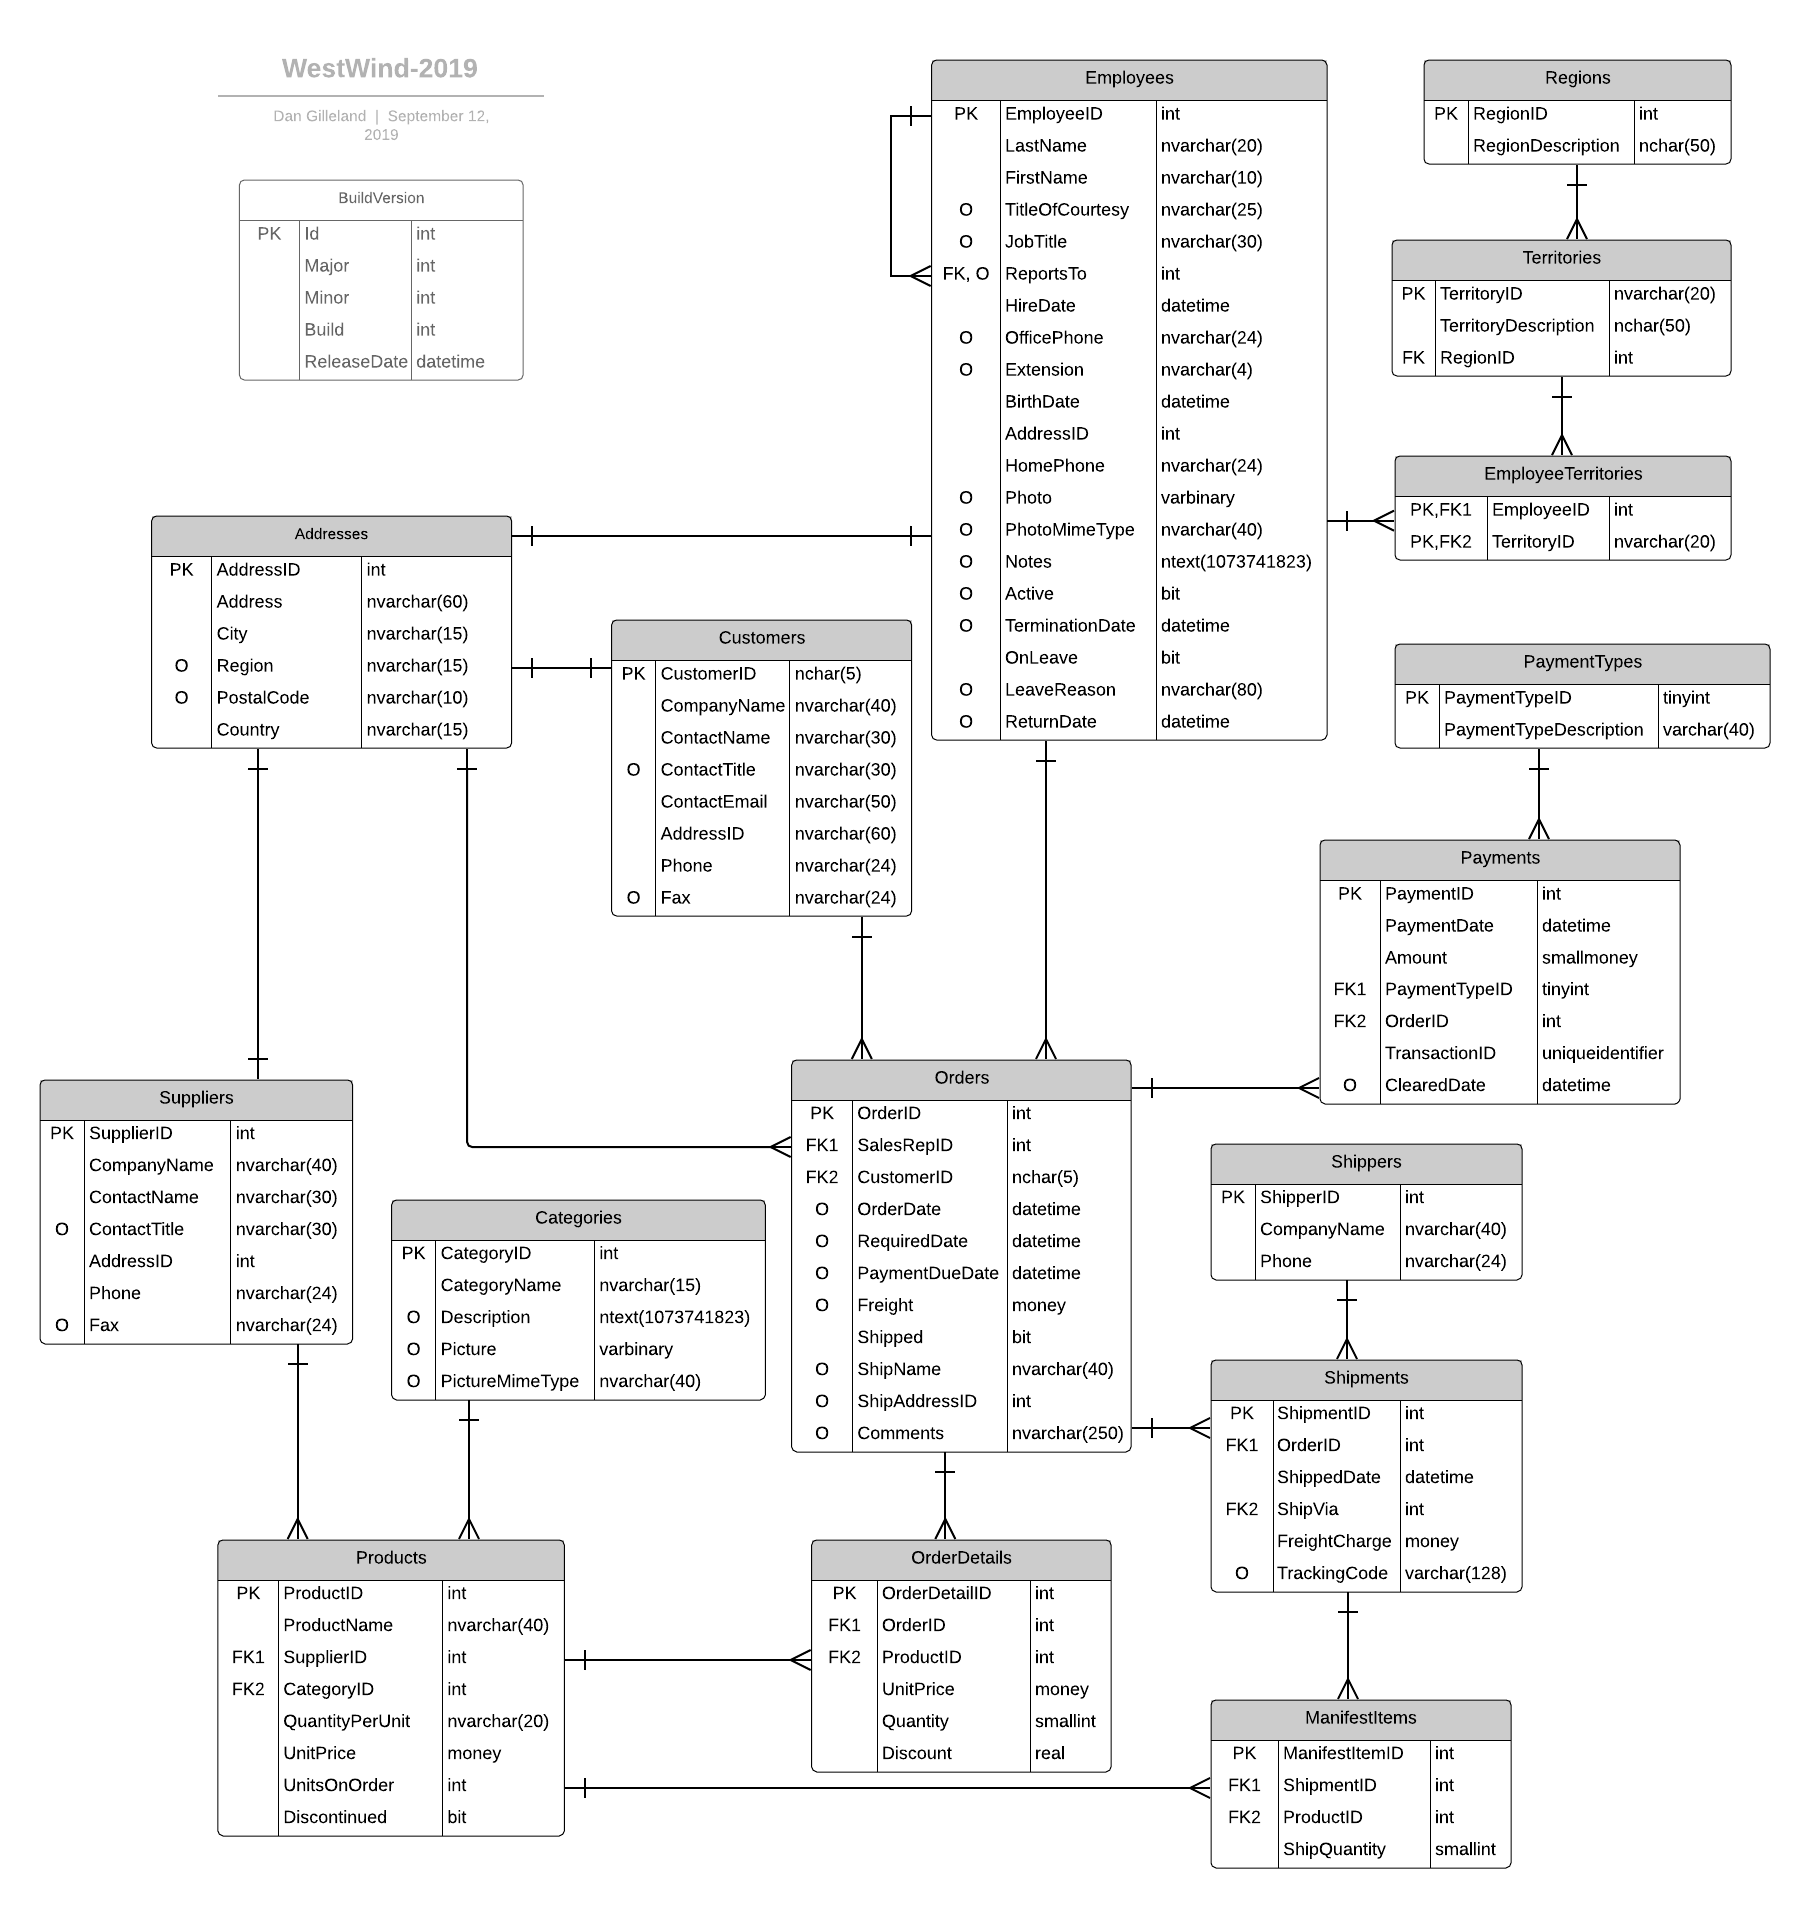 WestWind-2019
Dan Gilleland | September 12,
2019
BuildVersion
PK Id int
Major int
Minor int
Build int
ReleaseDate datetime
Employees
PK EmployeeID int
LastName nvarchar(20)
FirstName nvarchar(10)
O TitleOfCourtesy nvarchar(25)
O JobTitle nvarchar(30)
FK, O ReportsTo int
HireDate datetime
O OfficePhone nvarchar(24)
O Extension nvarchar(4)
BirthDate datetime
AddressID int
HomePhone nvarchar(24)
O Photo varbinary
O PhotoMimeType nvarchar(40)
O Notes ntext(1073741823)
O Active bit
O TerminationDate datetime
OnLeave bit
O LeaveReason nvarchar(80)
O ReturnDate datetime
Regions
PK RegionID int
RegionDescription nchar(50)
Territories
PK TerritoryID nvarchar(20)
TerritoryDescription nchar(50)
FK RegionID int
EmployeeTerritories
PK,FK1 EmployeeID int
PK,FK2 TerritoryID nvarchar(20)
Addresses
PK AddressID int
Address nvarchar(60)
City nvarchar(15)
O Region nvarchar(15)
O PostalCode nvarchar(10)
Country nvarchar(15)
Customers
PK CustomerID nchar(5)
CompanyName nvarchar(40)
ContactName nvarchar(30)
O ContactTitle nvarchar(30)
ContactEmail nvarchar(50)
AddressID nvarchar(60)
Phone nvarchar(24)
O Fax nvarchar(24)
PaymentTypes
PK PaymentTypeID tinyint
PaymentTypeDescription varchar(40)
Payments
PK PaymentID int
PaymentDate datetime
Amount smallmoney
FK1 PaymentTypeID tinyint
FK2 OrderID int
TransactionID uniqueidentifier
O ClearedDate datetime
Suppliers
PK SupplierID int
CompanyName nvarchar(40)
ContactName nvarchar(30)
O ContactTitle nvarchar(30)
AddressID int
Phone nvarchar(24)
O Fax nvarchar(24)
Categories
PK CategoryID int
CategoryName nvarchar(15)
O Description ntext(1073741823)
O Picture varbinary
O PictureMimeType nvarchar(40)
Orders
PK OrderID int
FK1 SalesRepID int
FK2 CustomerID nchar(5)
O OrderDate datetime
O RequiredDate datetime
O PaymentDueDate datetime
O Freight money
Shipped bit
O ShipName nvarchar(40)
O ShipAddressID int
O Comments nvarchar(250)
Shippers
PK ShipperID int
CompanyName nvarchar(40)
Phone nvarchar(24)
Shipments
PK ShipmentID int
FK1 OrderID int
ShippedDate datetime
FK2 ShipVia int
FreightCharge money
O TrackingCode varchar(128)
Products
PK ProductID int
ProductName nvarchar(40)
FK1 SupplierID int
FK2 CategoryID int
QuantityPerUnit nvarchar(20)
UnitPrice money
UnitsOnOrder int
Discontinued bit
OrderDetails
PK OrderDetailID int
FK1 OrderID int
FK2 ProductID int
UnitPrice money
Quantity smallint
Discount real
ManifestItems
PK ManifestItemID int
FK1 ShipmentID int
FK2 ProductID int
ShipQuantity smallint